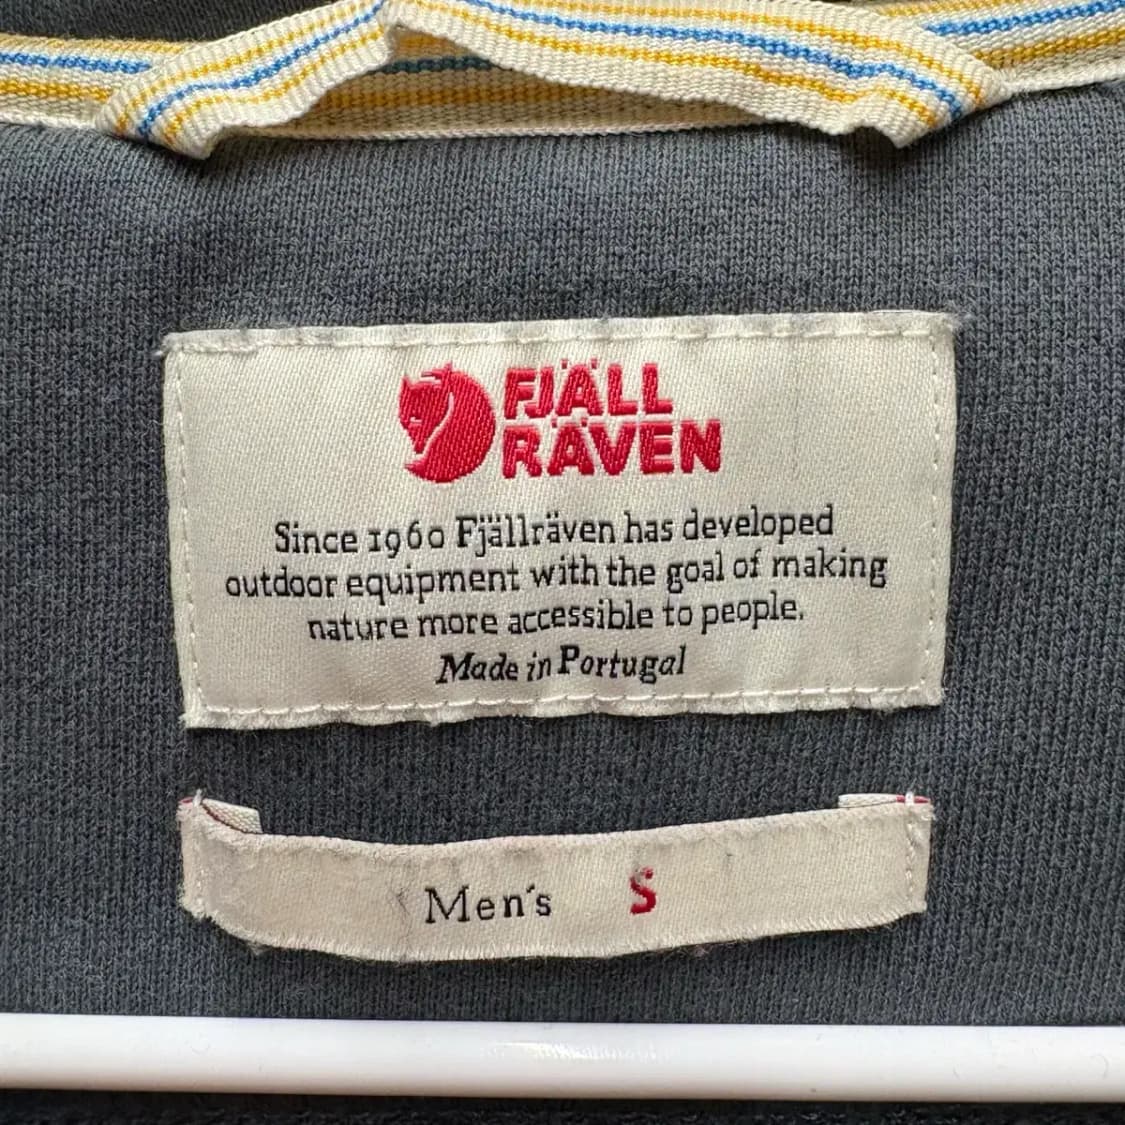 FJÄLL
RÄVEN
Since 1960 Fjällräven has developed
outdoor equipment with the goal of making
nature more accessible to people.
Made in Portugal
Men's S